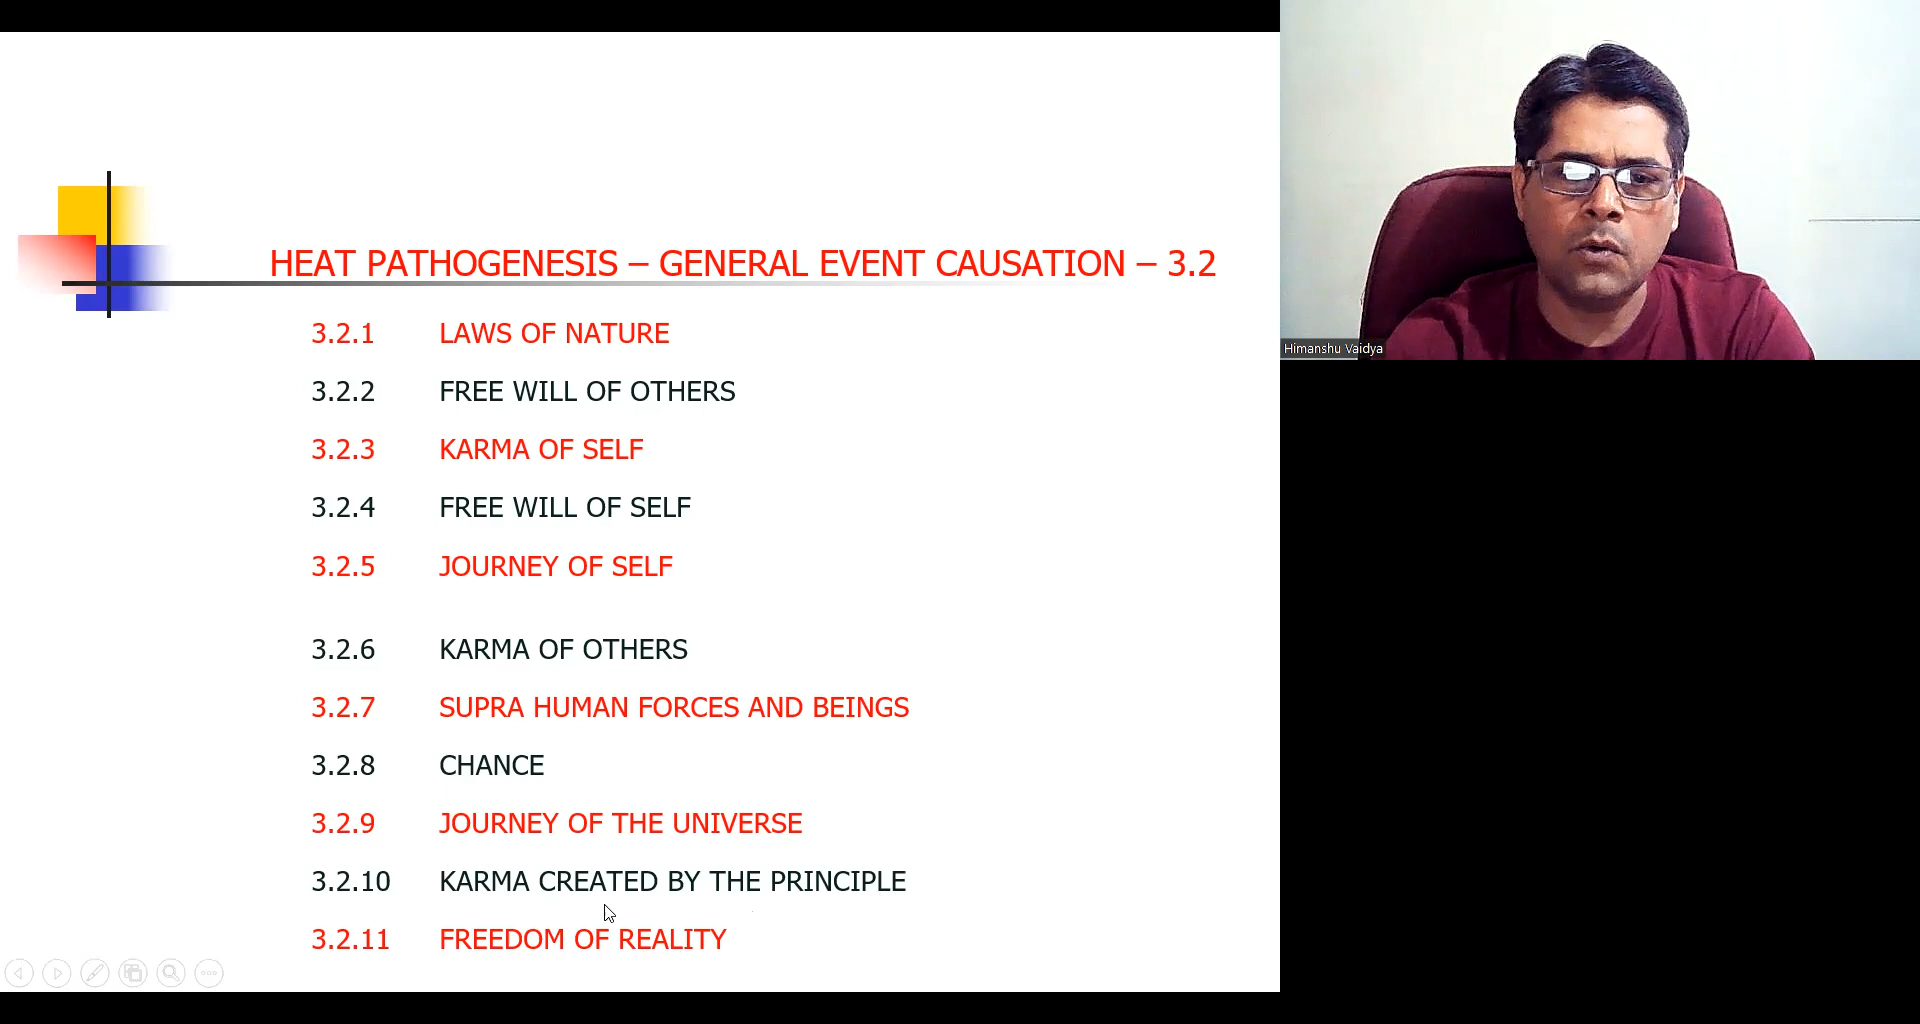 HEAT PATHOGENESIS – GENERAL EVENT CAUSATION – 3.2
3.2.1 LAWS OF NATURE
3.2.2 FREE WILL OF OTHERS
3.2.3 KARMA OF SELF
3.2.4 FREE WILL OF SELF
3.2.5 JOURNEY OF SELF
3.2.6 KARMA OF OTHERS
3.2.7 SUPRA HUMAN FORCES AND BEINGS
3.2.8 CHANCE
3.2.9 JOURNEY OF THE UNIVERSE
3.2.10 KARMA CREATED BY THE PRINCIPLE
3.2.11 FREEDOM OF REALITY
Himanshu Vaidya